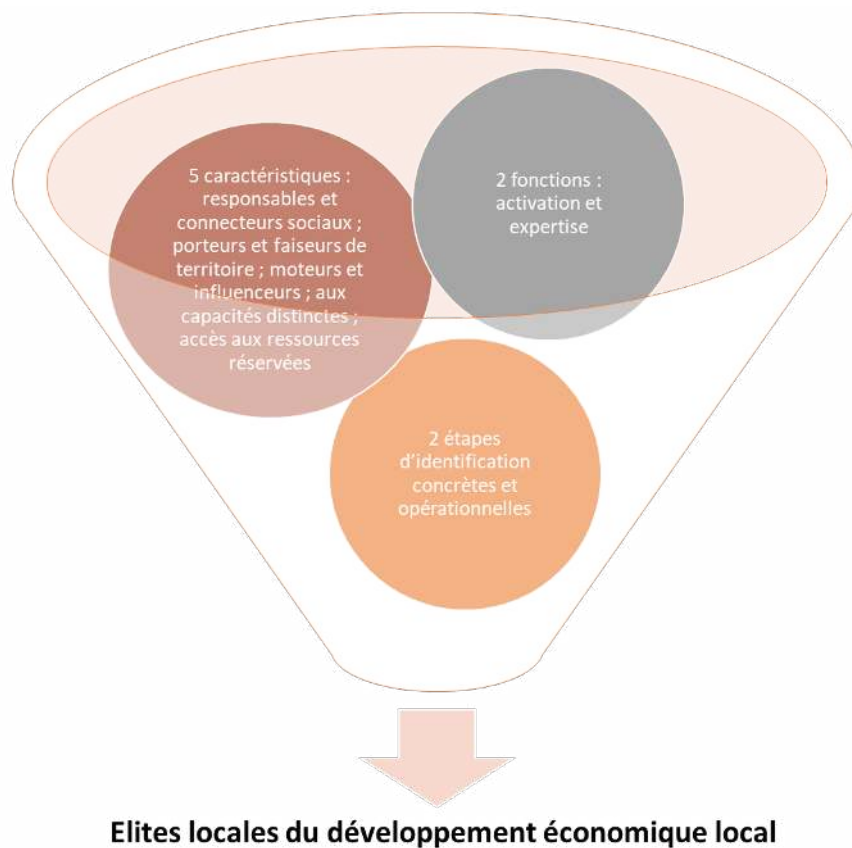 5 caractéristiques :
responsables et
connecteurs sociaux ;
porteurs et faiseurs de
territoire ; moteurs et
influenceurs ; aux
capacités distinctes ;
accès aux ressources
réservées
2 fonctions :
activation et
expertise
2 étapes
d'identification
concrètes et
opérationnelles
Elites locales du développement économique local